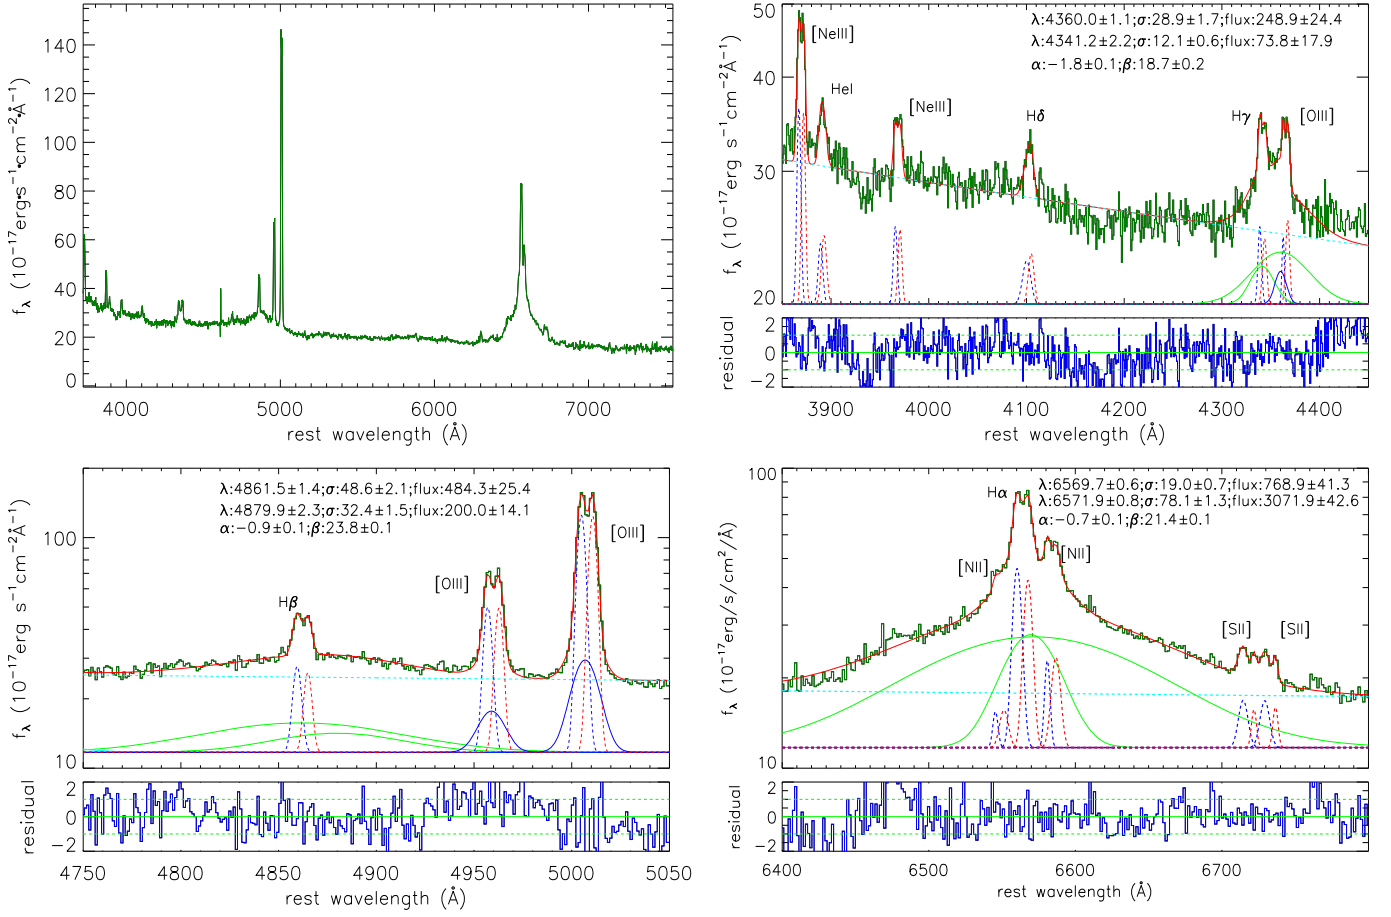 140
120
100
80
60
40
20
0
f_λ (10⁻¹⁷erg•s⁻¹•cm⁻²•Å⁻¹)
4000 5000 6000 7000
rest wavelength (Å)
50
40
30
20
f_λ (10⁻¹⁷erg s⁻¹cm⁻²Å⁻¹)
λ:4360.0±1.1;σ:28.9±1.7;flux:248.9±24.4
λ:4341.2±2.2;σ:12.1±0.6;flux:73.8±17.9
α:−1.8±0.1;β:18.7±0.2
[NeIII]
HeI
[NeIII]
Hδ
Hγ
[OIII]
2
0
−2
residual
3900 4000 4100 4200 4300 4400
rest wavelength (Å)
100
10
f_λ (10⁻¹⁷erg s⁻¹cm⁻²Å⁻¹)
λ:4861.5±1.4;σ:48.6±2.1;flux:484.3±25.4
λ:4879.9±2.3;σ:32.4±1.5;flux:200.0±14.1
α:−0.9±0.1;β:23.8±0.1
Hβ
[OIII]
[OIII]
2
0
−2
residual
4750 4800 4850 4900 4950 5000 5050
rest wavelength (Å)
100
10
f_λ (10⁻¹⁷erg/s/cm²/Å)
λ:6569.7±0.6;σ:19.0±0.7;flux:768.9±41.3
λ:6571.9±0.8;σ:78.1±1.3;flux:3071.9±42.6
α:−0.7±0.1;β:21.4±0.1
Hα
[NII]
[NII]
[SII]
[SII]
2
0
−2
residual
6400 6500 6600 6700
rest wavelength (Å)